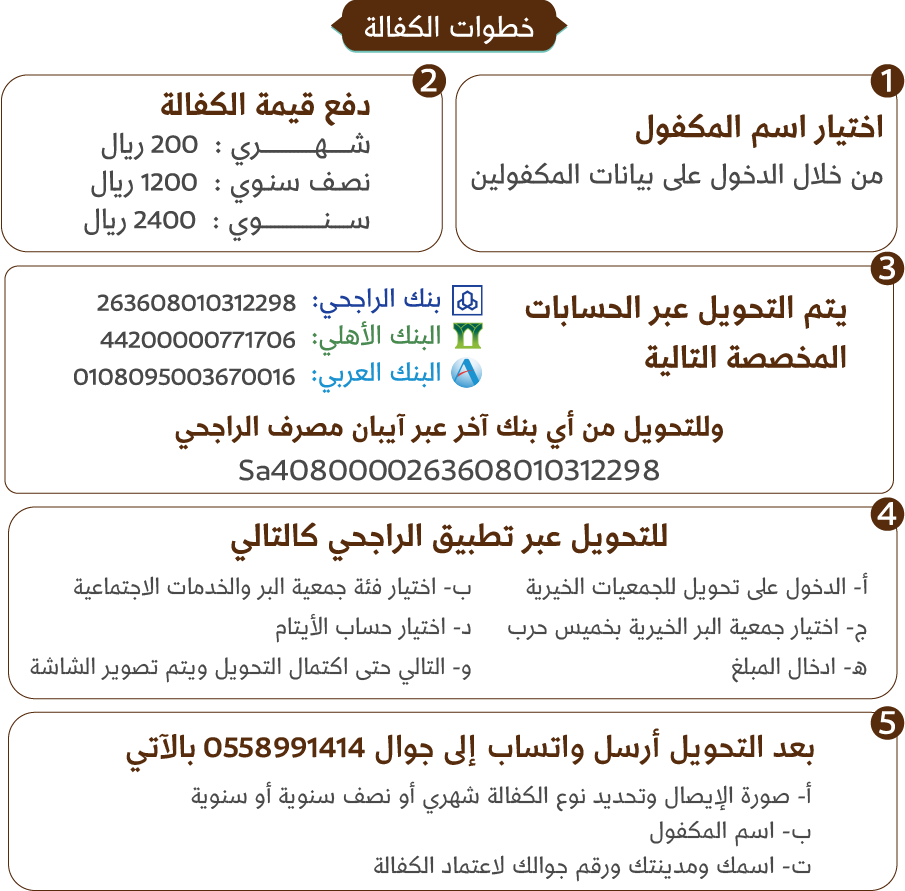 خطوات الكفالة
1
اختيار اسم المكفول
من خلال الدخول على بيانات المكفولين
2
دفع قيمة الكفالة
شـــهـــــــري : 200 ريال
نصف سنوي : 1200 ريال
ســنـــــــــوي : 2400 ريال
3
يتم التحويل عبر الحسابات
المخصصة التالية
بنك الراجحي: 263608010312298
البنك الأهلي: 44200000771706
البنك العربي: 0108095003670016
وللتحويل من أي بنك آخر عبر آيبان مصرف الراجحي
Sa4080000263608010312298
4
للتحويل عبر تطبيق الراجحي كالتالي
أ- الدخول على تحويل للجمعيات الخيرية
ب- اختيار فئة جمعية البر والخدمات الاجتماعية
ج- اختيار جمعية البر الخيرية بخميس حرب
د- اختيار حساب الأيتام
ه- ادخال المبلغ
و- التالي حتى اكتمال التحويل ويتم تصوير الشاشة
5
بعد التحويل أرسل واتساب إلى جوال 0558991414 بالآتي
أ- صورة الإيصال وتحديد نوع الكفالة شهري أو نصف سنوية أو سنوية
ب- اسم المكفول
ت- اسمك ومدينتك ورقم جوالك لاعتماد الكفالة